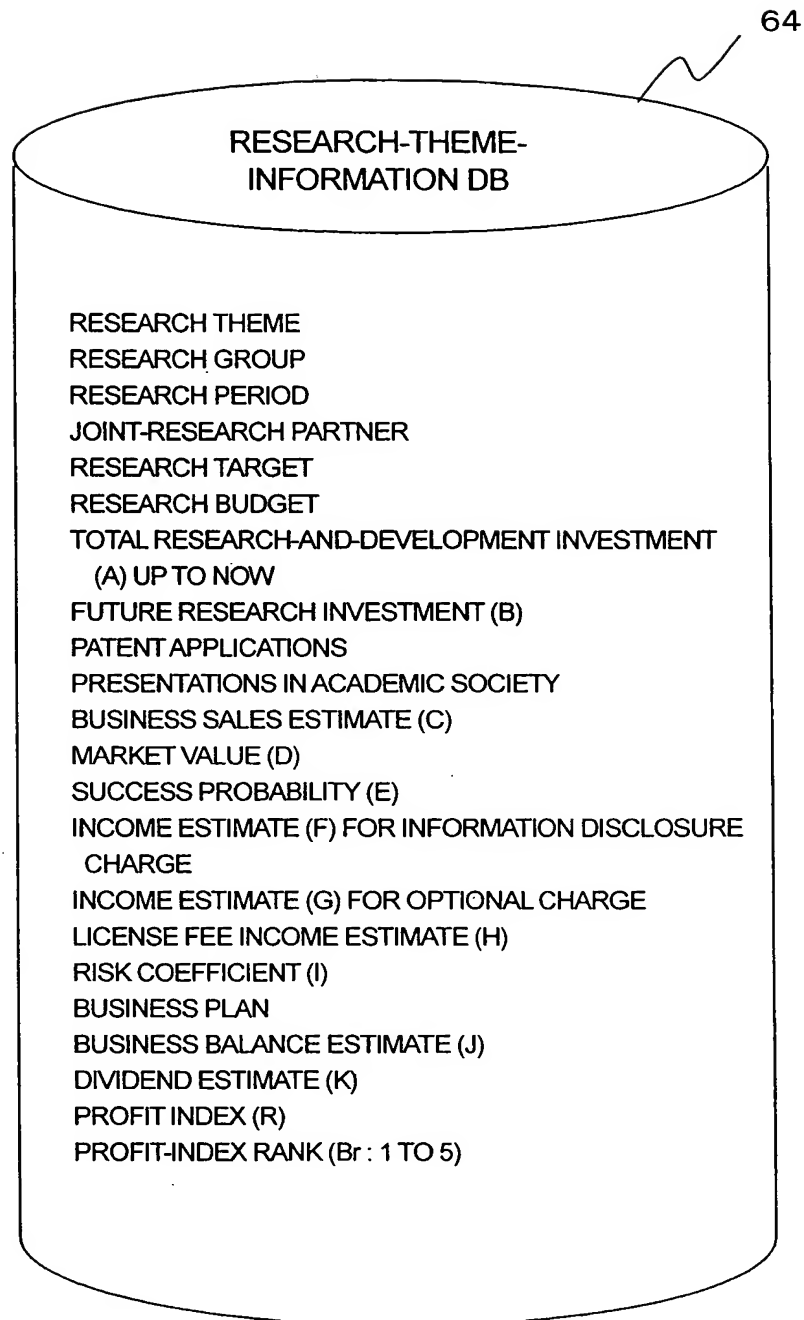 64
RESEARCH-THEME-
INFORMATION DB
RESEARCH THEME
RESEARCH GROUP
RESEARCH PERIOD
JOINT-RESEARCH PARTNER
RESEARCH TARGET
RESEARCH BUDGET
TOTAL RESEARCH-AND-DEVELOPMENT INVESTMENT
(A) UP TO NOW
FUTURE RESEARCH INVESTMENT (B)
PATENT APPLICATIONS
PRESENTATIONS IN ACADEMIC SOCIETY
BUSINESS SALES ESTIMATE (C)
MARKET VALUE (D)
SUCCESS PROBABILITY (E)
INCOME ESTIMATE (F) FOR INFORMATION DISCLOSURE
CHARGE
INCOME ESTIMATE (G) FOR OPTIONAL CHARGE
LICENSE FEE INCOME ESTIMATE (H)
RISK COEFFICIENT (I)
BUSINESS PLAN
BUSINESS BALANCE ESTIMATE (J)
DIVIDEND ESTIMATE (K)
PROFIT INDEX (R)
PROFIT-INDEX RANK (Br : 1 TO 5)